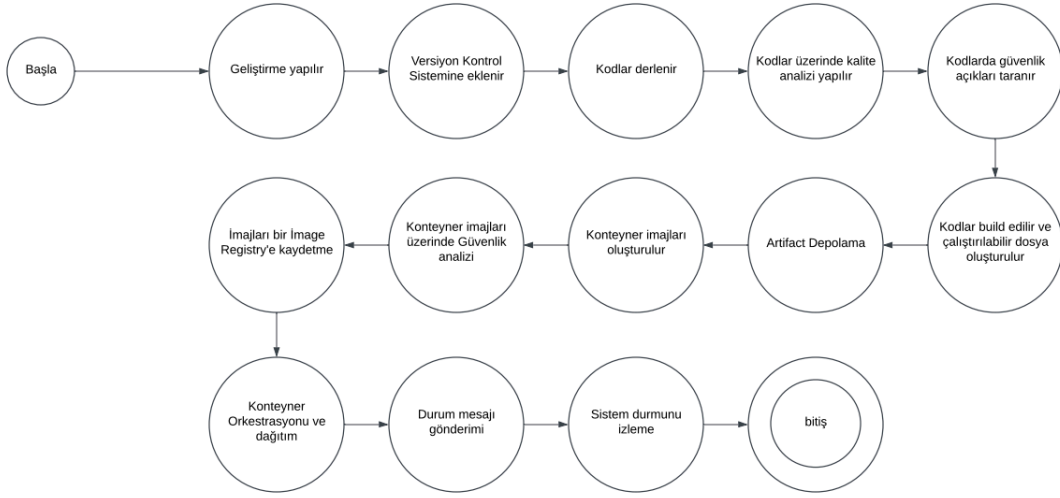 Başla
Geliştirme yapılır
Versiyon Kontrol
Sistemine eklenir
Kodlar derlenir
Kodlar üzerinde kalite
analizi yapılır
Kodlarda güvenlik
açıkları taranır
İmajları bir İmage
Registry'e kaydetme
Konteyner imajları
üzerinde Güvenlik
analizi
Konteyner imajları
oluşturulur
Artifact Depolama
Kodlar build edilir ve
çalıştırılabilir dosya
oluşturulur
Konteyner
Orkestrasyonu ve
dağıtım
Durum mesajı
gönderimi
Sistem durmunu
izleme
bitiş